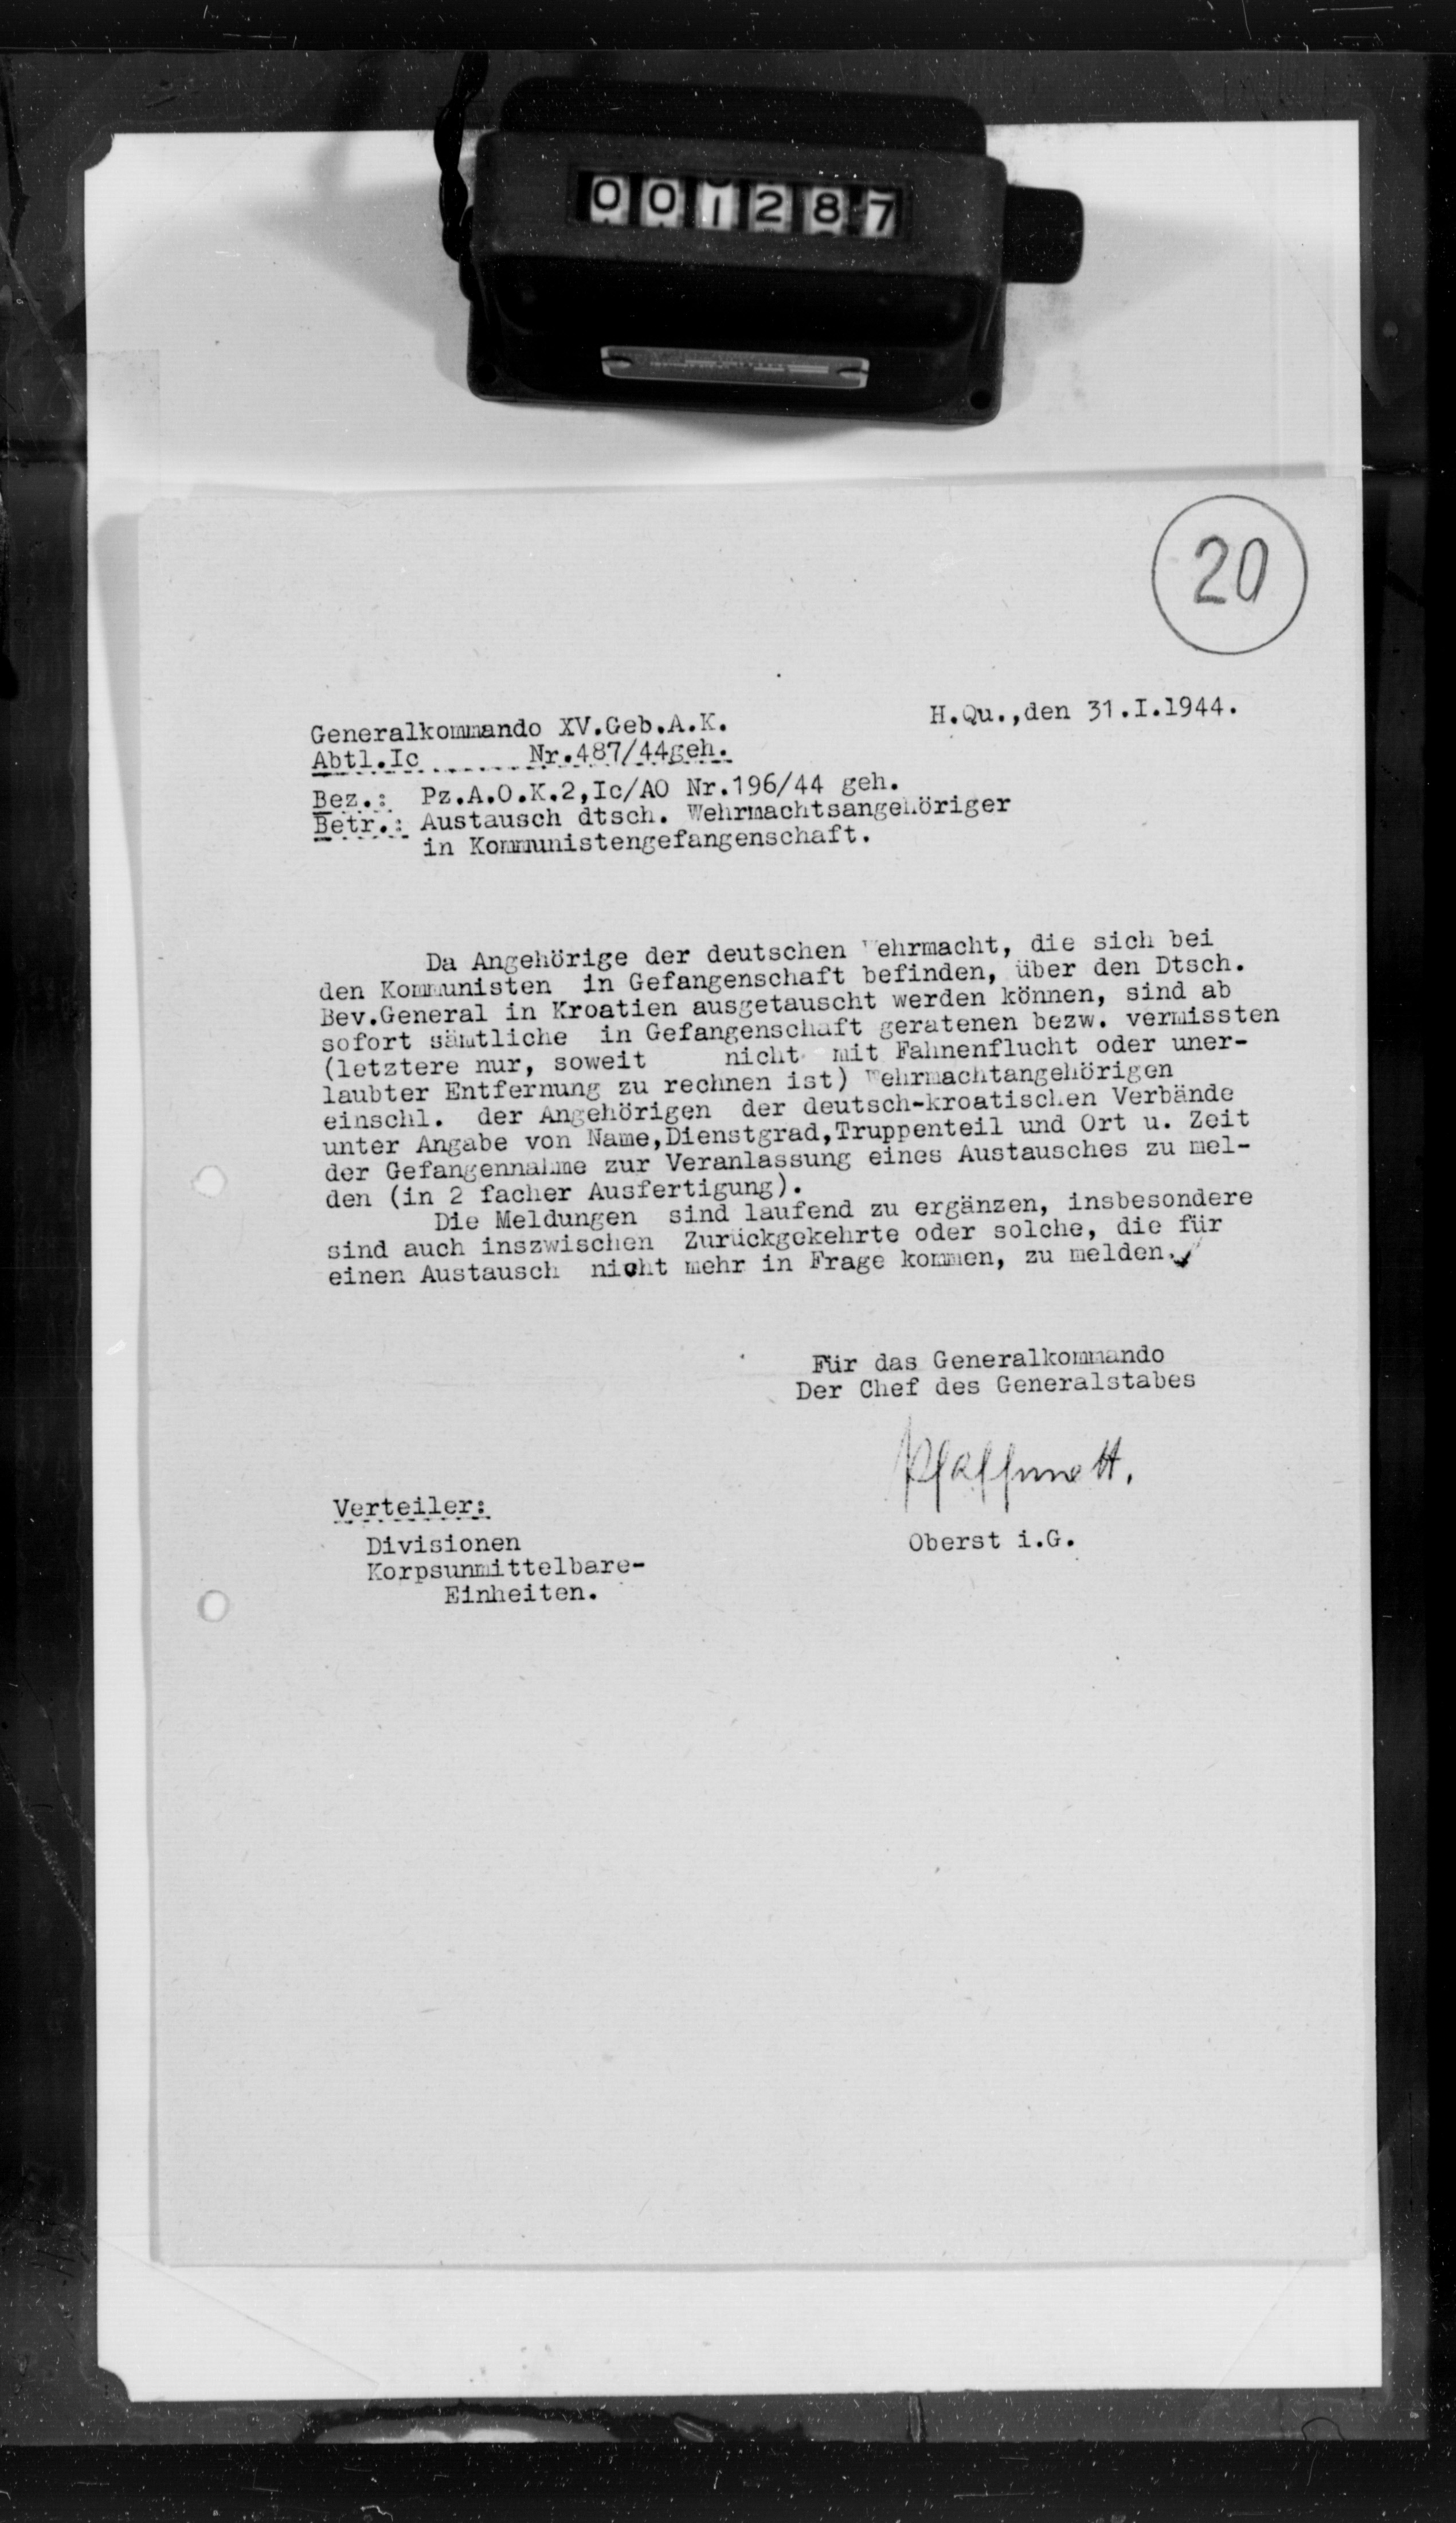 001287
20
H.Qu.,den 31.I.1944.
Generalkommando XV.Geb.A.K.
Abtl.Ic Nr.487/44geh.
Bez.: Pz.A.O.K.2,Ic/AO Nr.196/44 geh.
Betr.: Austausch dtsch. Wehrmachtsangehöriger
in Kommunistengefangenschaft.
Da Angehörige der deutschen Wehrmacht, die sich bei
den Kommunisten in Gefangenschaft befinden, über den Dtsch.
Bev.General in Kroatien ausgetauscht werden können, sind ab
sofort sämtliche in Gefangenschaft geratenen bezw. vermissten
(letztere nur, soweit nicht mit Fahnenflucht oder uner-
laubter Entfernung zu rechnen ist) Wehrmachtangehörigen
einschl. der Angehörigen der deutsch-kroatischen Verbände
unter Angabe von Name,Dienstgrad,Truppenteil und Ort u. Zeit
der Gefangennahme zur Veranlassung eines Austausches zu mel-
den (in 2 facher Ausfertigung).
Die Meldungen sind laufend zu ergänzen, insbesondere
sind auch inszwischen Zurückgekehrte oder solche, die für
einen Austausch nicht mehr in Frage kommen, zu melden.
Für das Generalkommando
Der Chef des Generalstabes
Oberst i.G.
Verteiler:
Divisionen
Korpsunmittelbare-
Einheiten.